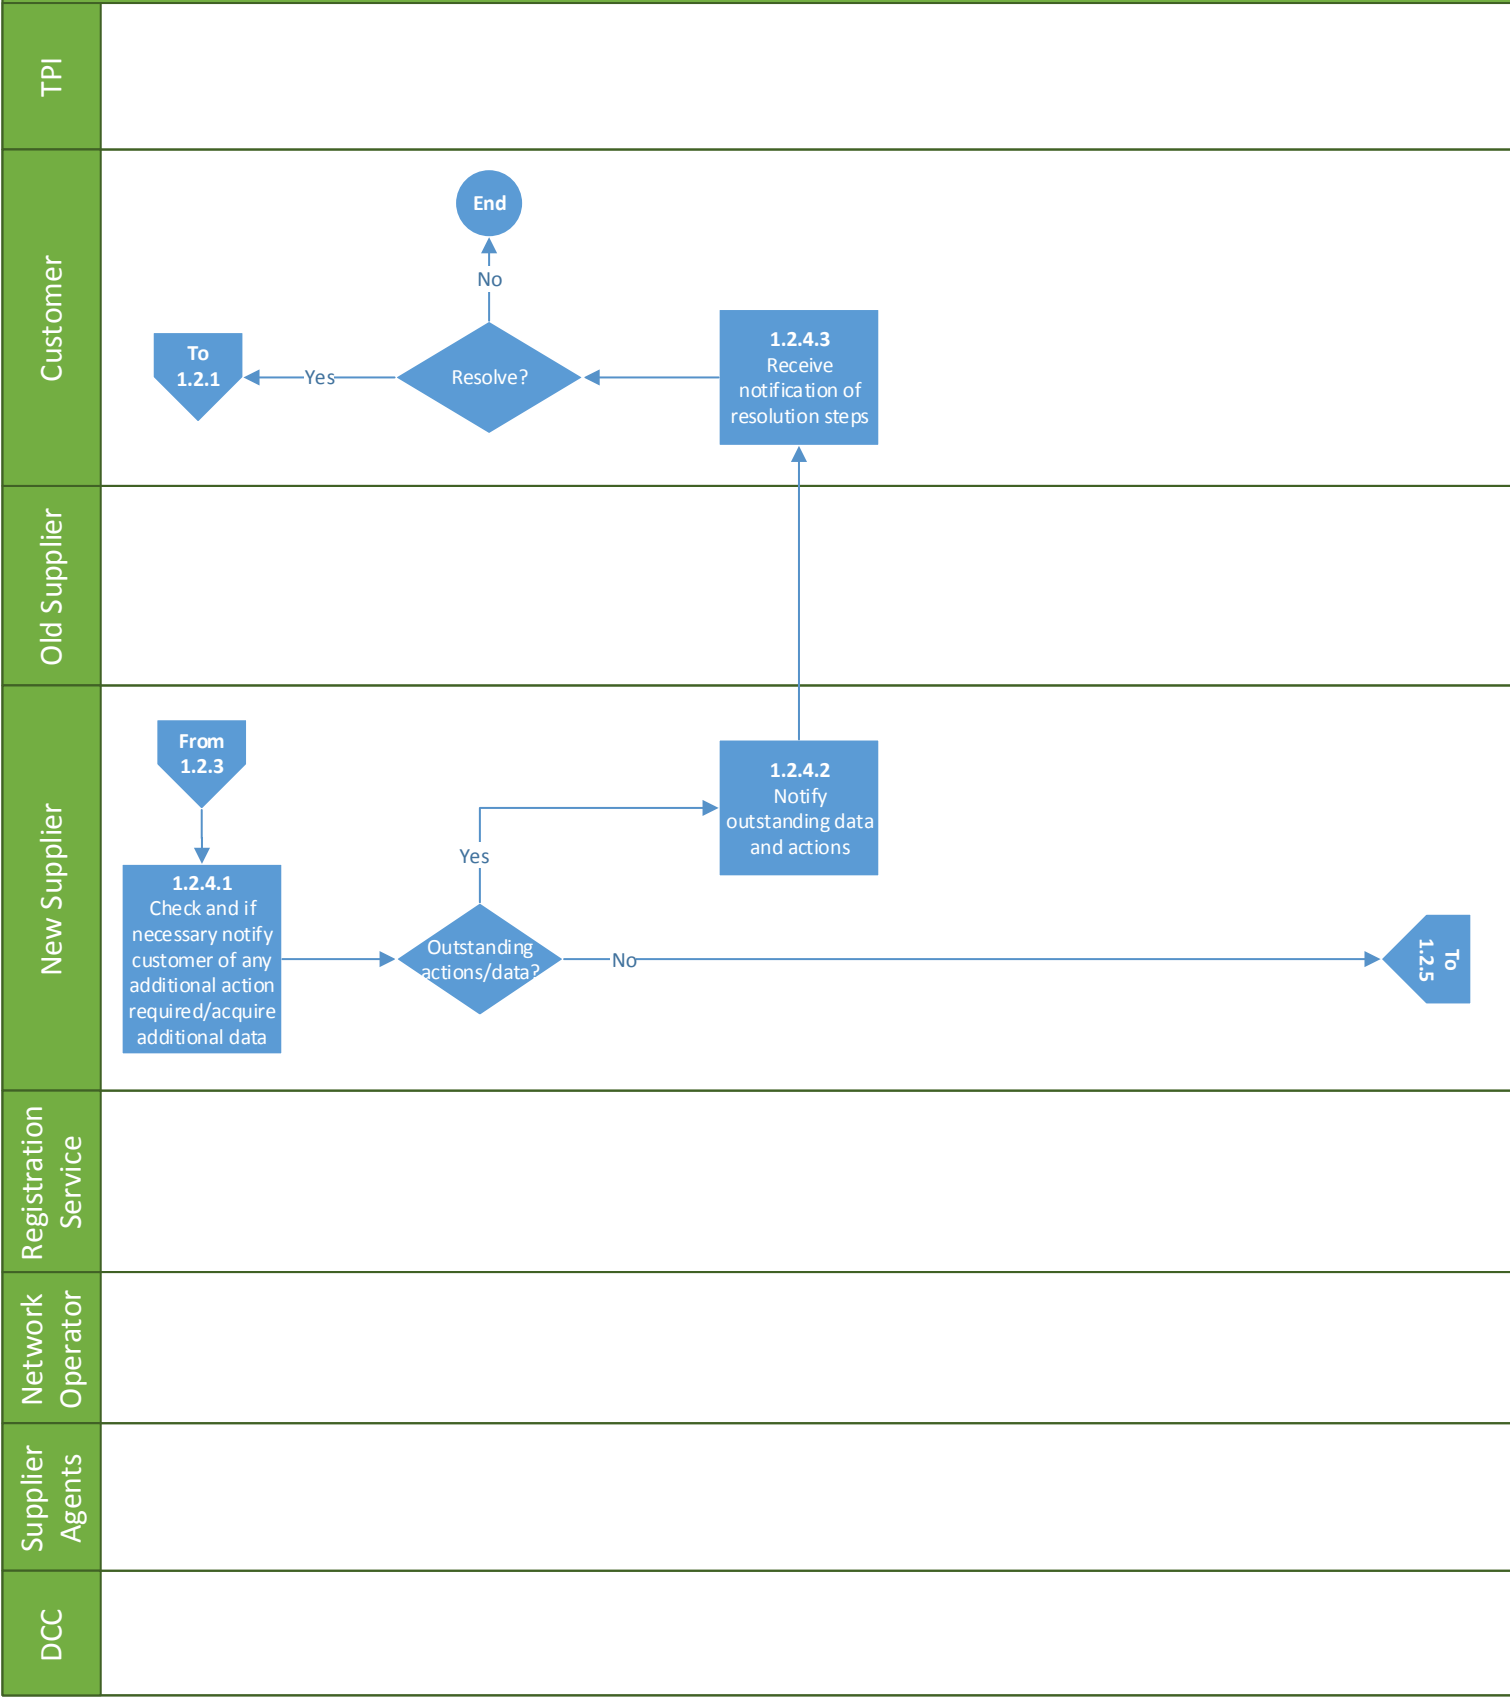 TPI
Customer
End
No
To
1.2.1
Yes
Resolve?
1.2.4.3
Receive
notification of
resolution steps
Old Supplier
New Supplier
From
1.2.3
1.2.4.1
Check and if
necessary notify
customer of any
additional action
required/acquire
additional data
Yes
Outstanding
actions/data?
1.2.4.2
Notify
outstanding data
and actions
No
To
1.2.5
Registration
Service
Network
Operator
Supplier
Agents
DCC